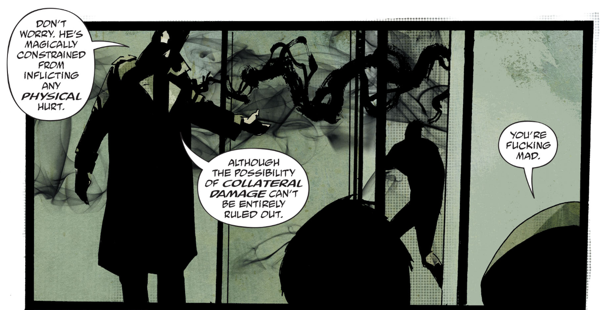 DON'T
WORRY. HE'S
MAGICALLY
CONSTRAINED
FROM
INFLICTING
ANY
PHYSICAL
HURT.
ALTHOUGH
THE POSSIBILITY
OF COLLATERAL
DAMAGE CAN'T
BE ENTIRELY
RULED OUT.
YOU'RE
FUCKING
MAD.